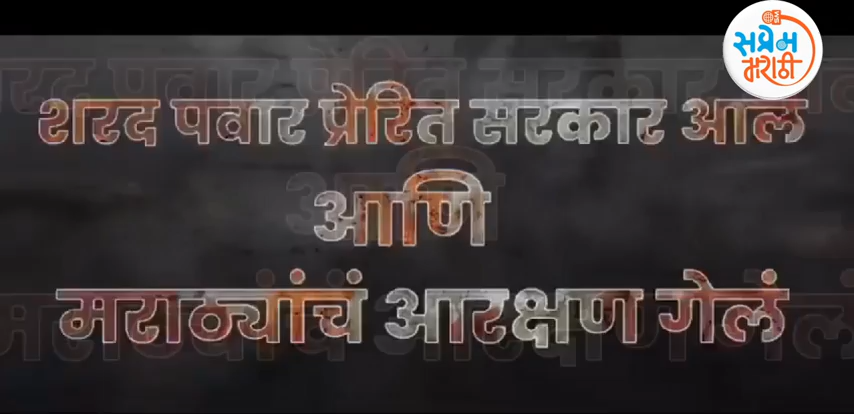 सप्रेम
मराठी
शरद पवार प्रेरित सरकार आलं
आणि
मराठ्यांचं आरक्षण गेलं